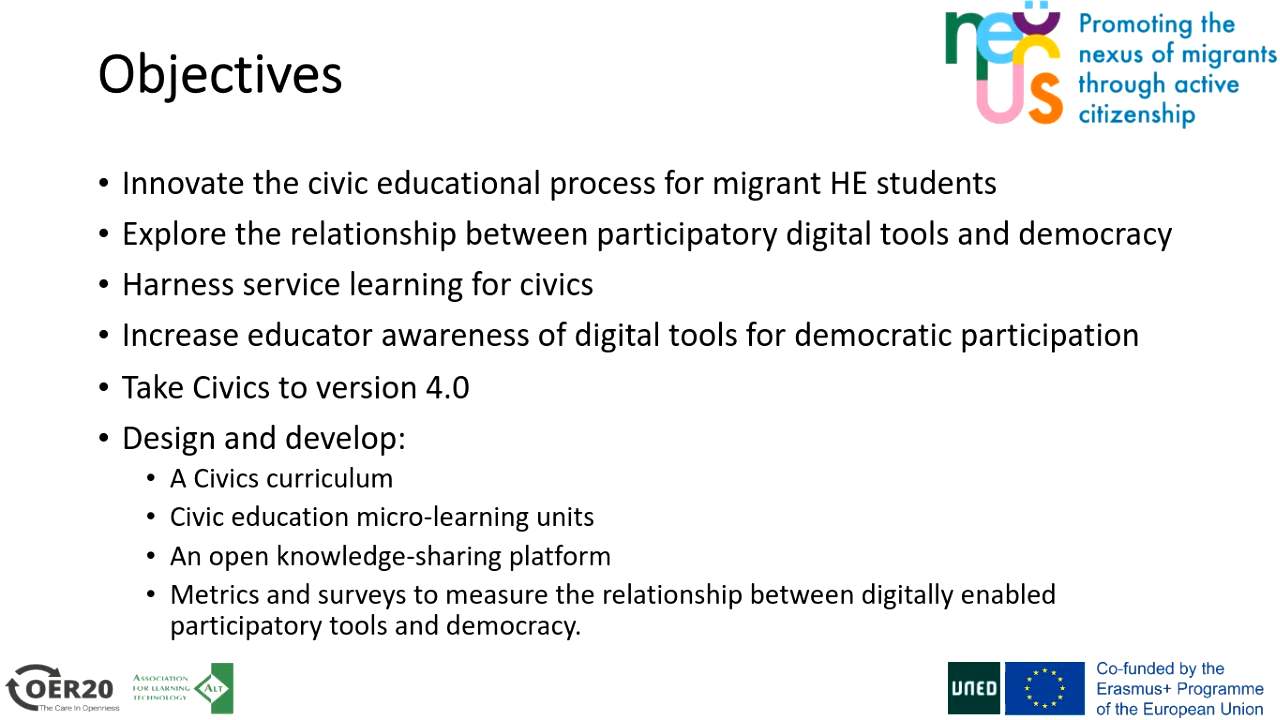 Objectives
nexus
Promoting the
nexus of migrants
through active
citizenship
• Innovate the civic educational process for migrant HE students
• Explore the relationship between participatory digital tools and democracy
• Harness service learning for civics
• Increase educator awareness of digital tools for democratic participation
• Take Civics to version 4.0
• Design and develop:
• A Civics curriculum
• Civic education micro-learning units
• An open knowledge-sharing platform
• Metrics and surveys to measure the relationship between digitally enabled
participatory tools and democracy.
OER20
The Care In Openness
ASSOCIATION
FOR LEARNING
TECHNOLOGY
ALT
UNED
Co-funded by the
Erasmus+ Programme
of the European Union